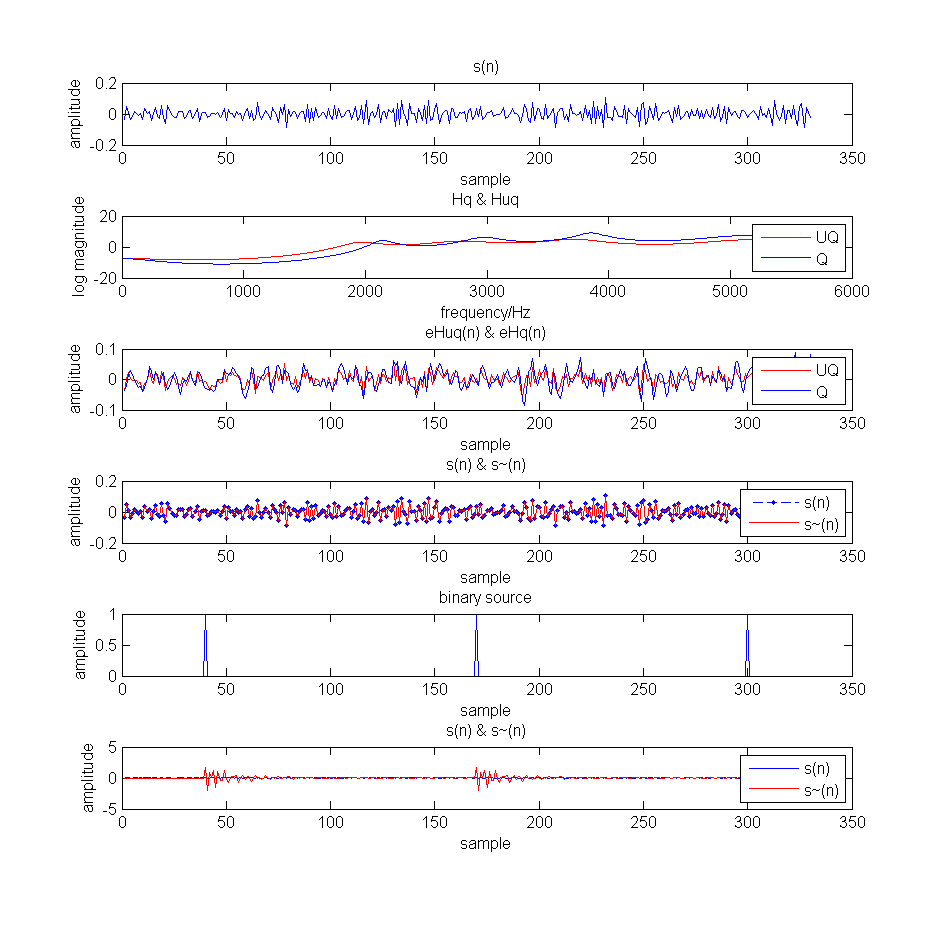 s(n)
amplitude
0.2
0
-0.2
0 50 100 150 200 250 300 350
sample
Hq & Huq
log magnitude
20
0
-20
UQ
Q
0 1000 2000 3000 4000 5000 6000
frequency/Hz
eHuq(n) & eHq(n)
amplitude
0.1
0
-0.1
UQ
Q
0 50 100 150 200 250 300 350
sample
s(n) & s~(n)
amplitude
0.2
0
-0.2
s(n)
s~(n)
0 50 100 150 200 250 300 350
sample
binary source
amplitude
1
0.5
0
0 50 100 150 200 250 300 350
sample
s(n) & s~(n)
amplitude
5
0
-5
s(n)
s~(n)
0 50 100 150 200 250 300 350
sample